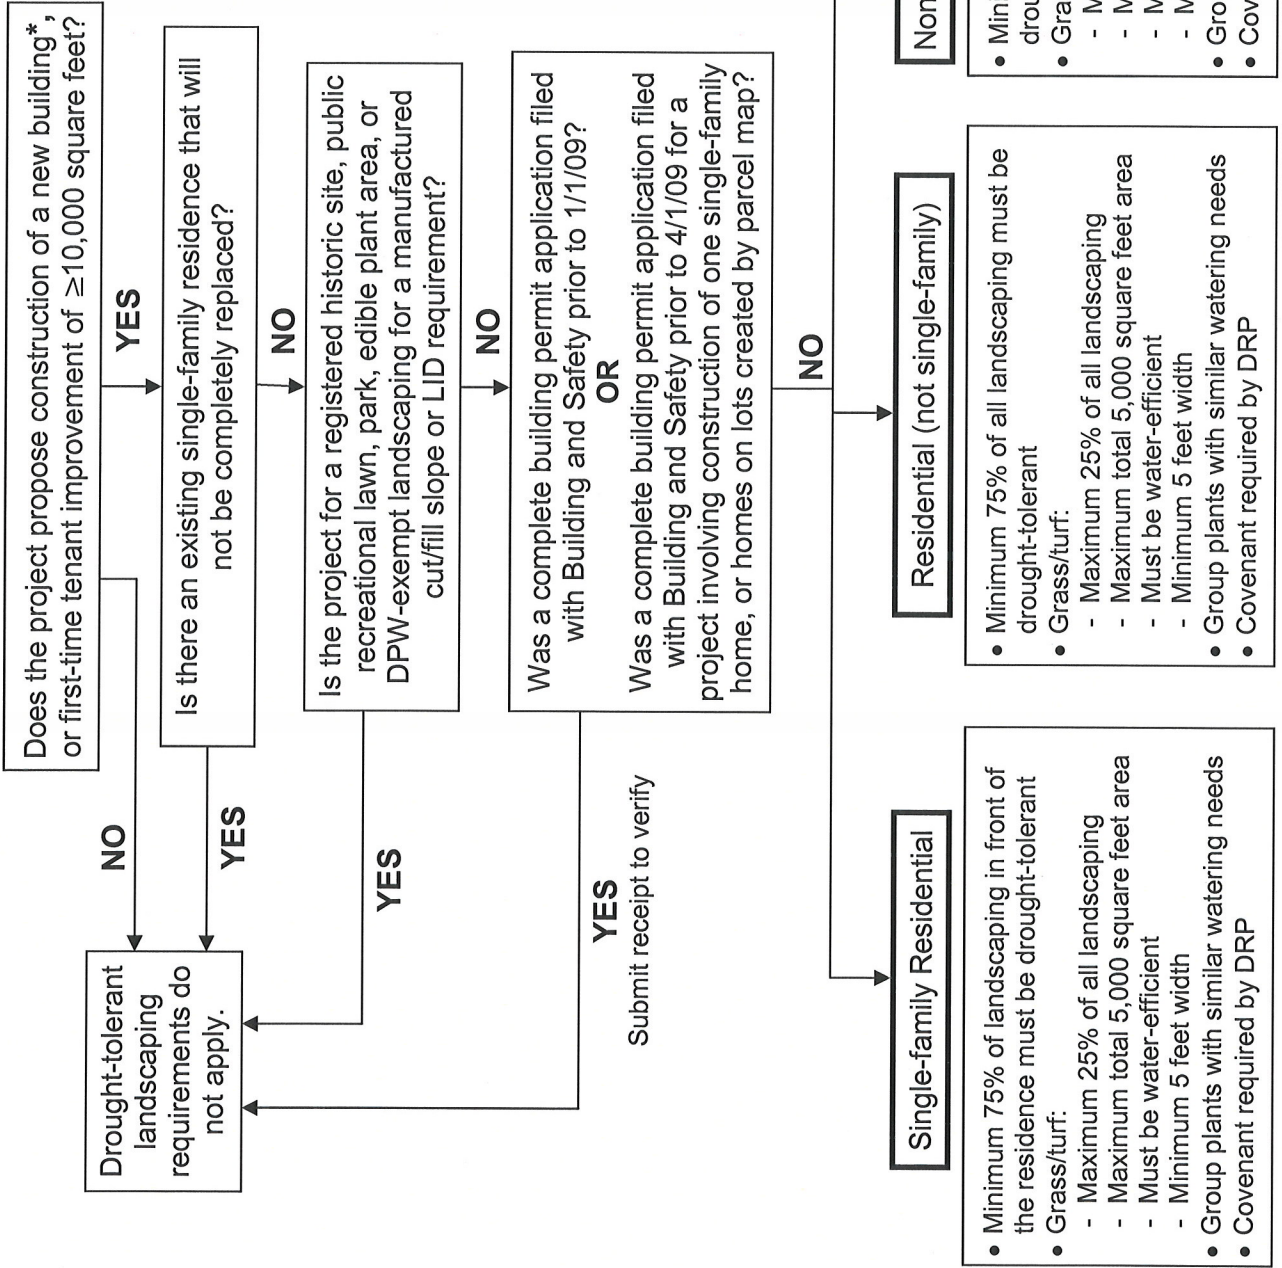 Does the project propose construction of a new building*,
or first-time tenant improvement of ≥10,000 square feet?
NO
YES
Drought-tolerant
landscaping
requirements do
not apply.
Is there an existing single-family residence that will
not be completely replaced?
YES
NO
Is the project for a registered historic site, public
recreational lawn, park, edible plant area, or
DPW-exempt landscaping for a manufactured
cut/fill slope or LID requirement?
YES
NO
Was a complete building permit application filed
with Building and Safety prior to 1/1/09?
OR
Was a complete building permit application filed
with Building and Safety prior to 4/1/09 for a
project involving construction of one single-family
home, or homes on lots created by parcel map?
YES
Submit receipt to verify
NO
Single-family Residential
• Minimum 75% of landscaping in front of
the residence must be drought-tolerant
• Grass/turf:
- Maximum 25% of all landscaping
- Maximum total 5,000 square feet area
- Must be water-efficient
- Minimum 5 feet width
• Group plants with similar watering needs
• Covenant required by DRP
Residential (not single-family)
• Minimum 75% of all landscaping must be
drought-tolerant
• Grass/turf:
- Maximum 25% of all landscaping
- Maximum total 5,000 square feet area
- Must be water-efficient
- Minimum 5 feet width
• Group plants with similar watering needs
• Covenant required by DRP
Non
• Mini
drou
• Gra
- M
- M
- M
- M
• Gro
• Cov